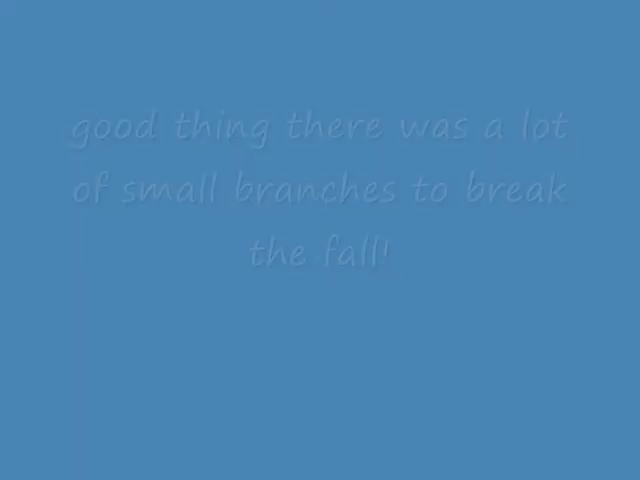 good thing there was a lot
of small branches to break
the fall!